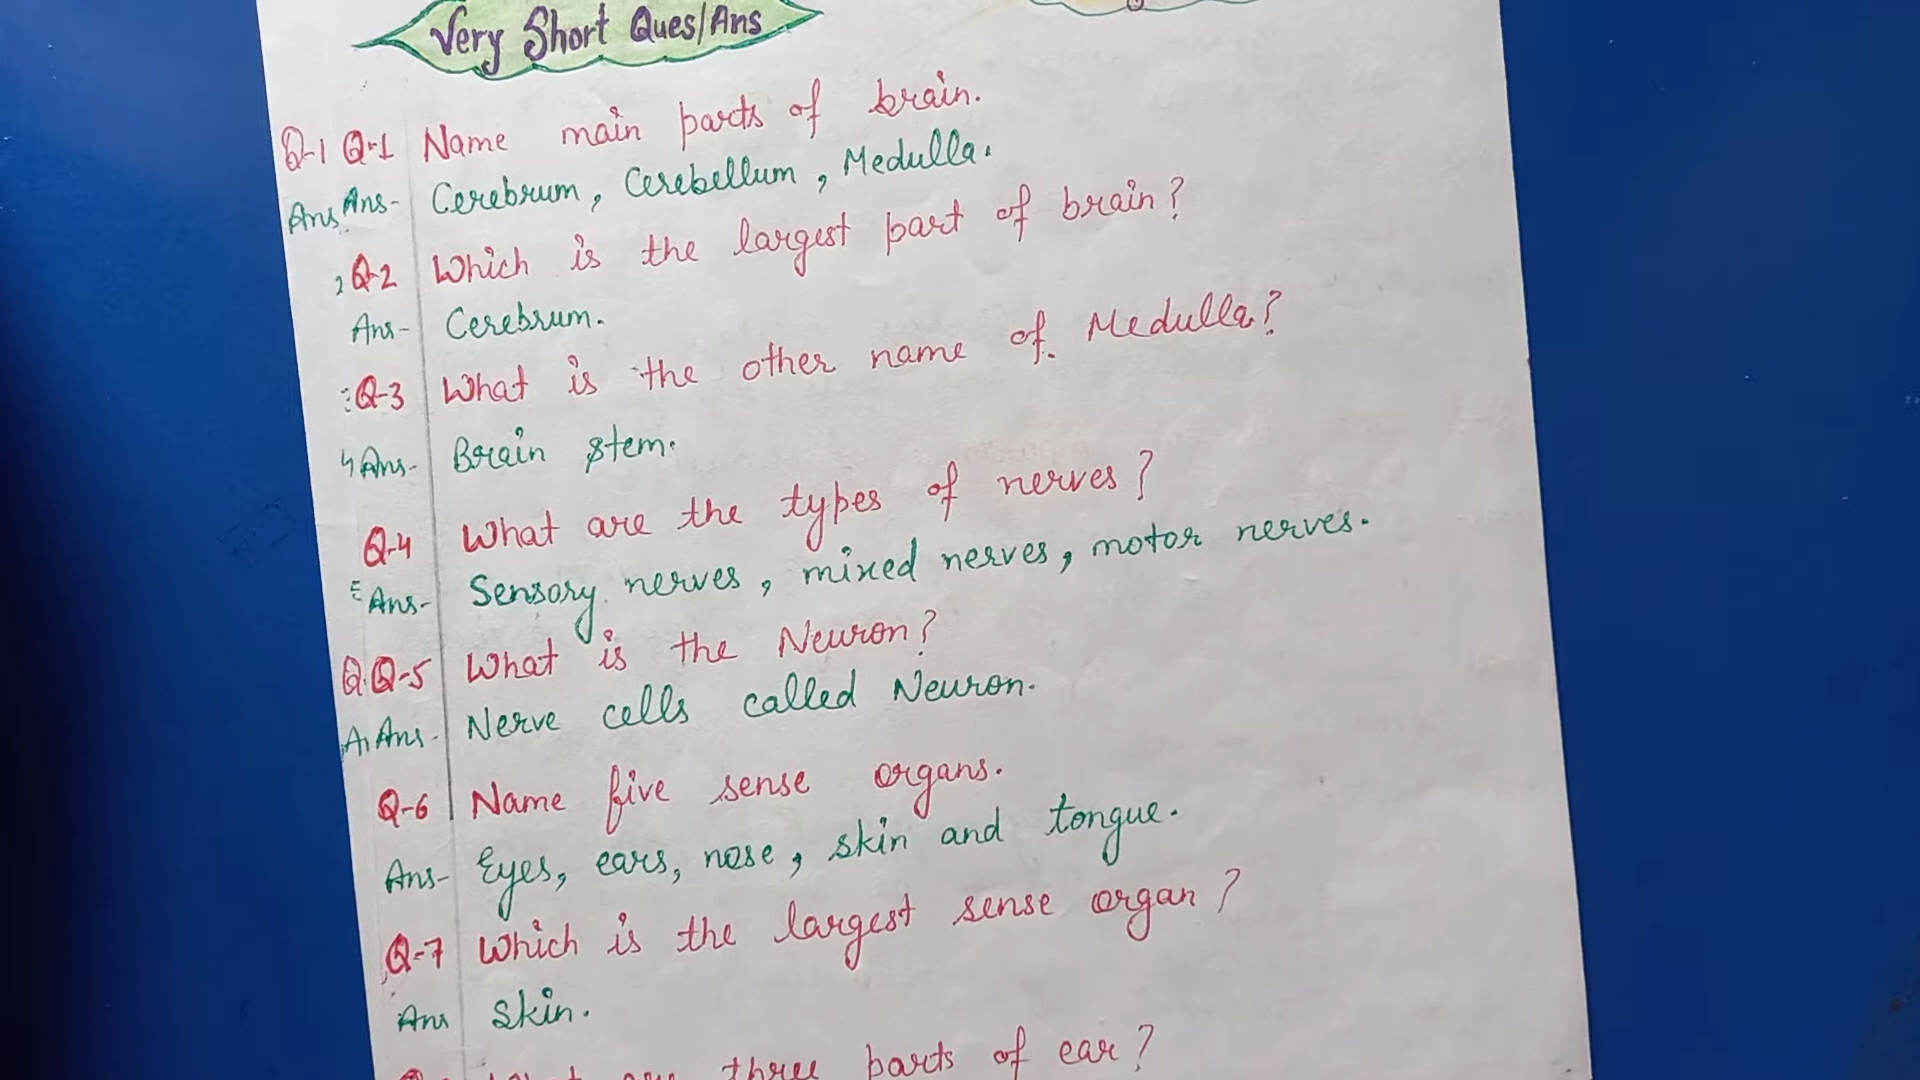 Very Short Ques/Ans
Q-1 Q-1 Name main parts of brain.
Ans Ans- Cerebrum, Cerebellum, Medulla.
2 Q-2 Which is the largest part of brain?
Ans- Cerebrum.
Q-3 What is the other name of. Medulla?
Ans- Brain stem.
Q-4 What are the types of nerves?
Ans- Sensory nerves, mixed nerves, motor nerves.
Q. Q-5 What is the Neuron?
A Ans- Nerve cells called Neuron.
Q-6 Name five sense organs.
Ans- Eyes, ears, nose, skin and tongue.
Q-7 Which is the largest sense organ?
Ans skin.
three parts of ear?